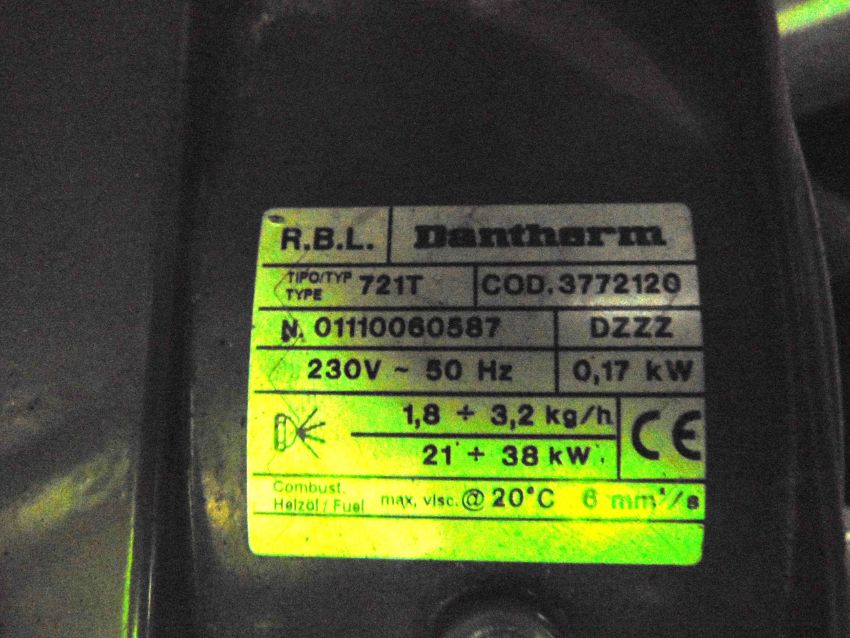 R.B.L. Dantherm
TIPO/TYP TYPE 721T COD. 3772120
N. 01110060587 DZZZ
230V ~ 50 Hz 0,17 kW
1,8 ÷ 3,2 kg/h CE
21 ÷ 38 kW
Combust. Heizöl / Fuel max, visc. @ 20°C 6 mm²/s